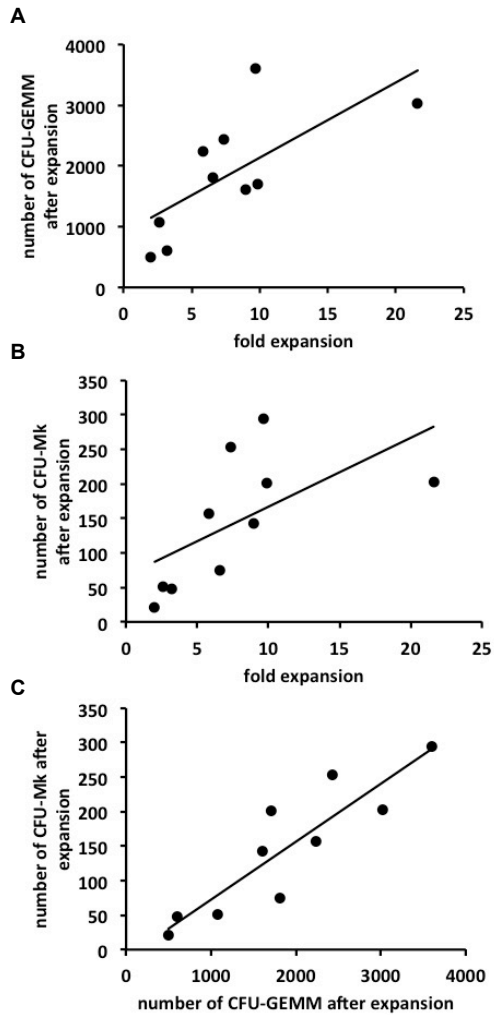 A
number of CFU-GEMM
after expansion
4000
3000
2000
1000
0
0 5 10 15 20 25
fold expansion
B
number of CFU-Mk
after expansion
350
300
250
200
150
100
50
0
0 5 10 15 20 25
fold expansion
C
number of CFU-Mk after
expansion
350
300
250
200
150
100
50
0
0 1000 2000 3000 4000
number of CFU-GEMM after expansion